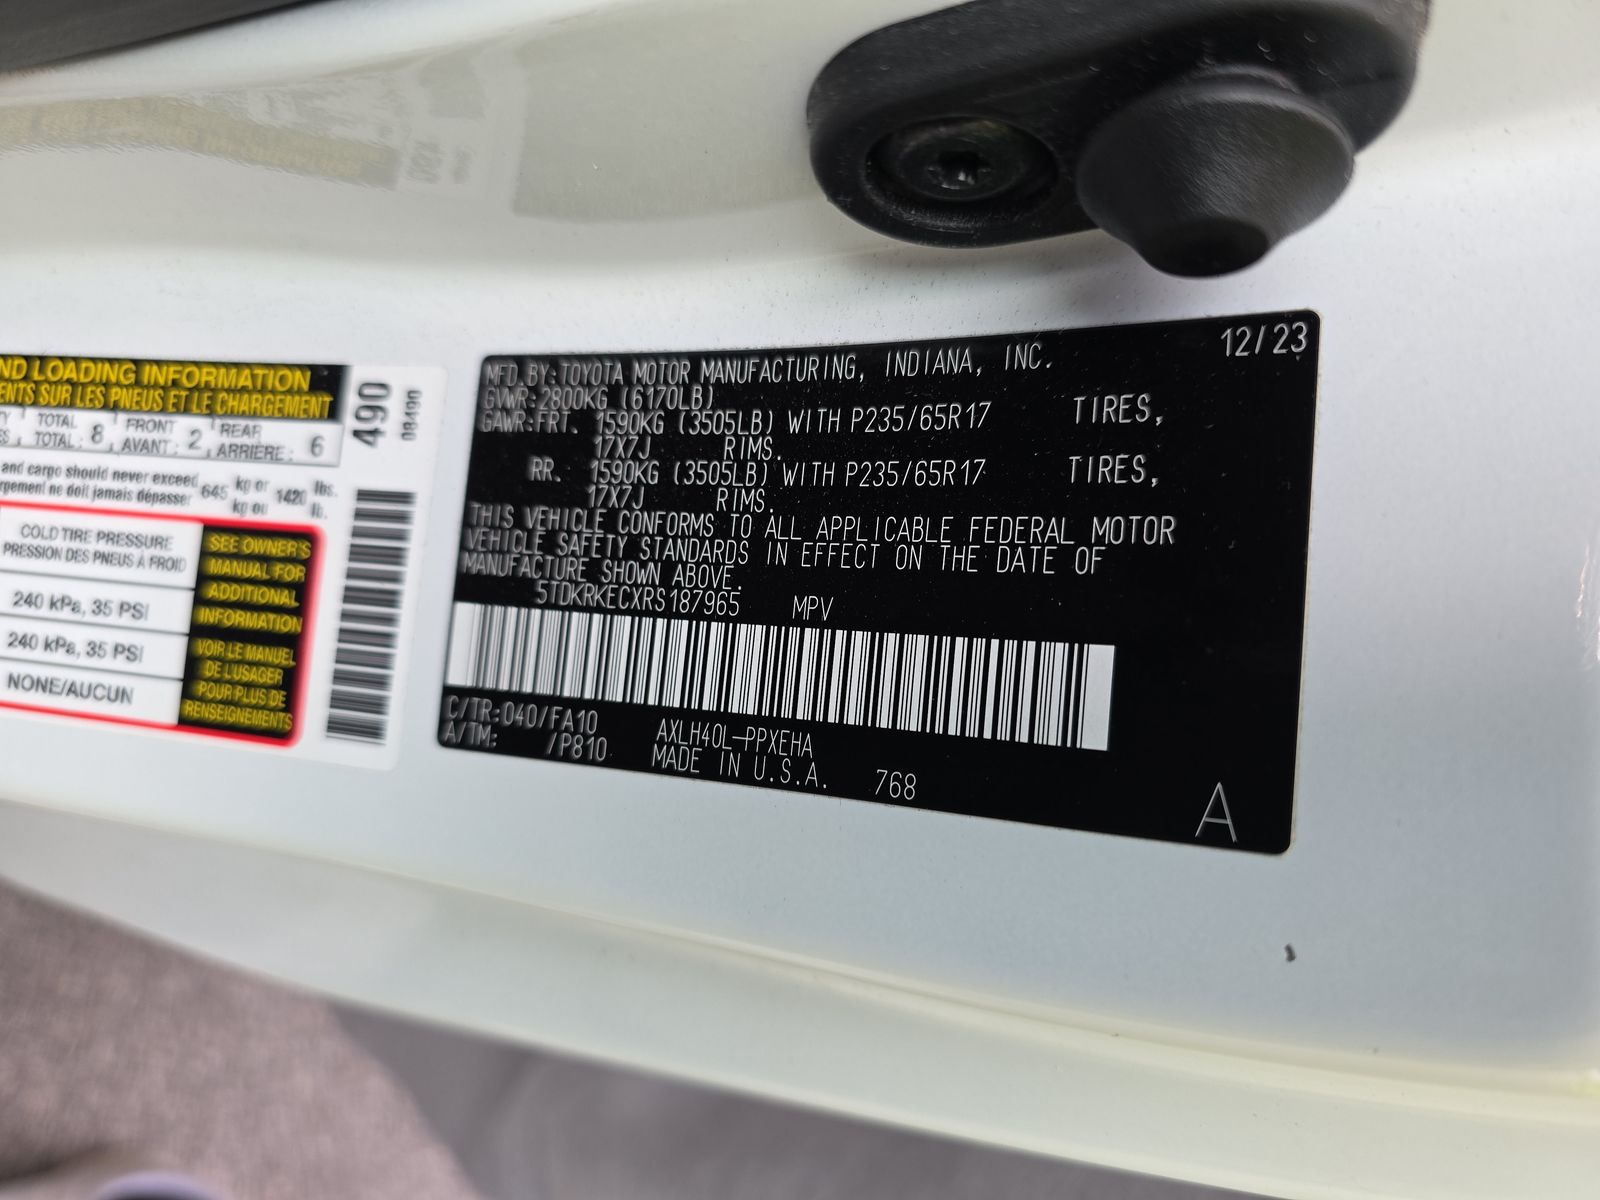 ND LOADING INFORMATION
ENTS SUR LES PNEUS ET LE CHARGEMENT
TOTAL FRONT REAR
TOTAL: 8 AVANT: 2 ARRIÈRE: 6
and cargo should never exceed 645 kg or 1420 lbs.
rgement ne doit jamais dépasser kg ou lb.
COLD TIRE PRESSURE
PRESSION DES PNEUS À FROID
240 kPa, 35 PSI
240 kPa, 35 PSI
NONE/AUCUN
SEE OWNER'S
MANUAL FOR
ADDITIONAL
INFORMATION
VOIR LE MANUEL
DE L'USAGER
POUR PLUS DE
RENSEIGNEMENTS
490
08490
12/23
MFD.BY:TOYOTA MOTOR MANUFACTURING, INDIANA, INC.
GVWR:2800KG (6170LB)
GAWR:FRT. 1590KG (3505LB) WITH P235/65R17 TIRES,
17X7J RIMS.
RR. 1590KG (3505LB) WITH P235/65R17 TIRES,
17X7J RIMS.
THIS VEHICLE CONFORMS TO ALL APPLICABLE FEDERAL MOTOR
VEHICLE SAFETY STANDARDS IN EFFECT ON THE DATE OF
MANUFACTURE SHOWN ABOVE.
5TDKRKECXRS187965 MPV
C/TR:040/FA10 AXLH40L-PPXEHA
A/TM: /P810 MADE IN U.S.A. 768
A